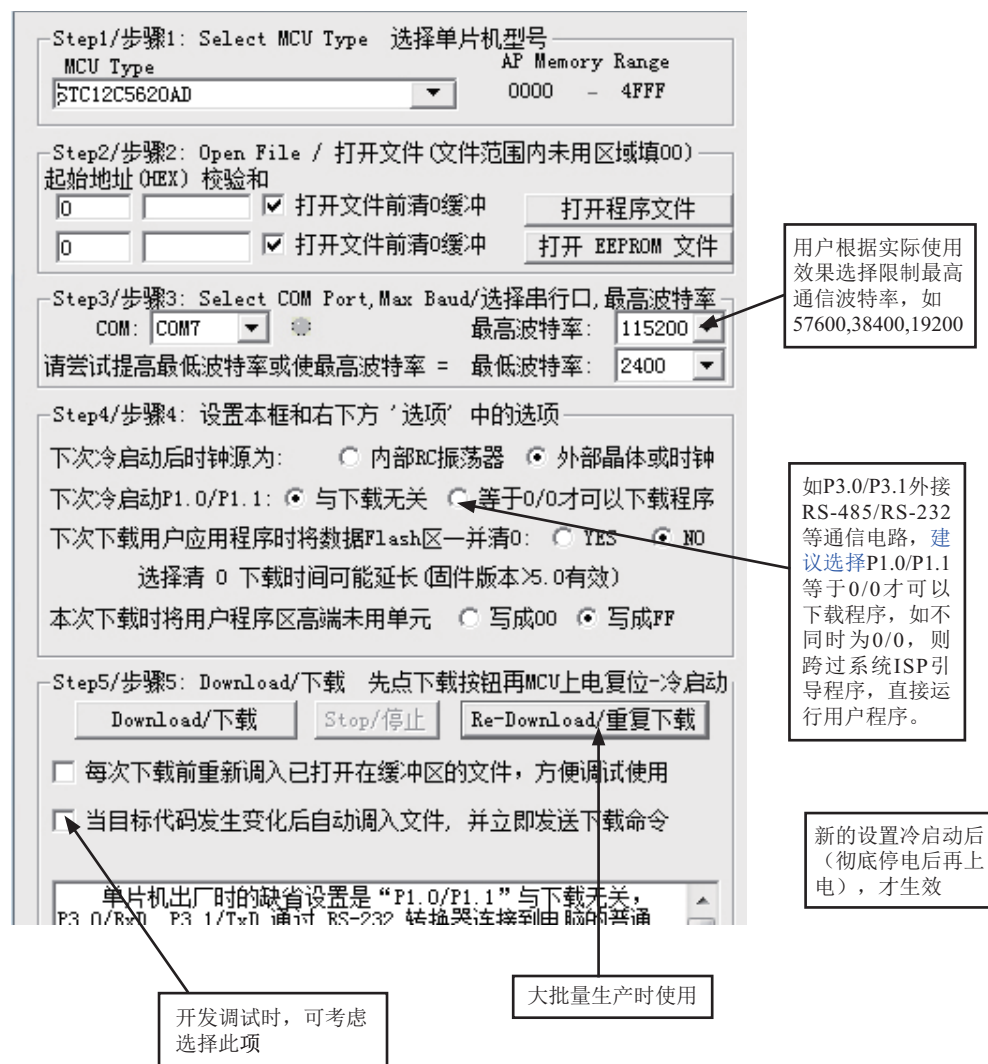 Step1/步骤1: Select MCU Type 选择单片机型号
MCU Type AP Memory Range
STC12C5620AD 0000 - 4FFF
Step2/步骤2: Open File / 打开文件(文件范围内未用区域填00)
起始地址(HEX) 校验和
0 打开文件前清0缓冲 打开程序文件
0 打开文件前清0缓冲 打开 EEPROM 文件
Step3/步骤3: Select COM Port,Max Baud/选择串行口,最高波特率
COM: COM7 最高波特率: 115200
请尝试提高最低波特率或使最高波特率 = 最低波特率: 2400
用户根据实际使用
效果选择限制最高
通信波特率，如
57600,38400,19200
Step4/步骤4: 设置本框和右下方 '选项' 中的选项
下次冷启动后时钟源为: 内部RC振荡器 外部晶体或时钟
下次冷启动P1.0/P1.1: 与下载无关 等于0/0才可以下载程序
下次下载用户应用程序时将数据Flash区一并清0: YES NO
选择清 0 下载时间可能延长(固件版本>5.0有效)
本次下载时将用户程序区高端未用单元 写成00 写成FF
如P3.0/P3.1外接
RS-485/RS-232
等通信电路，建
议选择P1.0/P1.1
等于0/0才可以
下载程序，如不
同时为0/0，则
跨过系统ISP引
导程序，直接运
行用户程序。
Step5/步骤5: Download/下载 先点下载按钮再MCU上电复位-冷启动
Download/下载 Stop/停止 Re-Download/重复下载
每次下载前重新调入已打开在缓冲区的文件，方便调试使用
当目标代码发生变化后自动调入文件, 并立即发送下载命令
新的设置冷启动后
（彻底停电后再上
电），才生效
单片机出厂时的缺省设置是“P1.0/P1.1”与下载无关，
P3.0/RxD P3.1/TxD 通过 RS-232 转换器连接到电脑的普通
大批量生产时使用
开发调试时，可考虑
选择此项